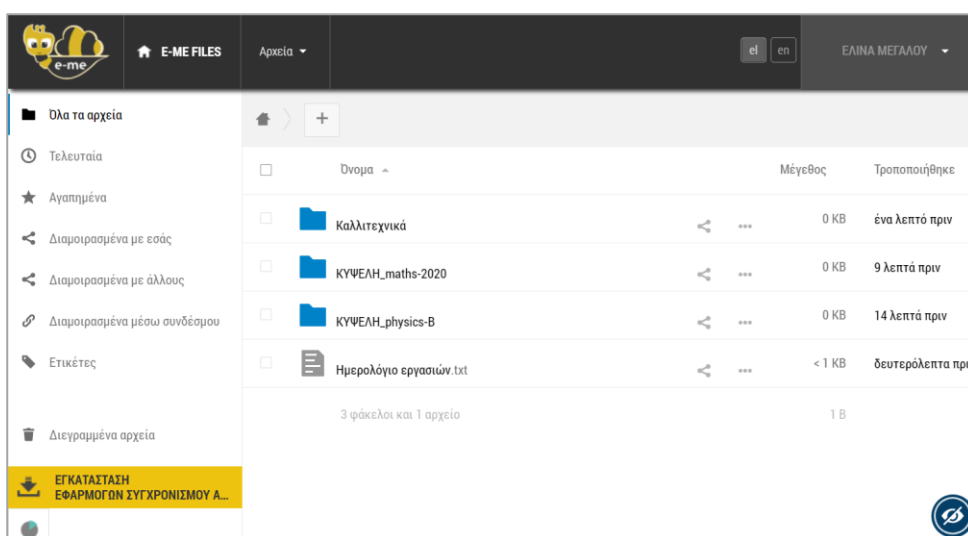 e-me
E-ME FILES
Αρχεία
el en
ΕΛΙΝΑ ΜΕΓΑΛΟΥ
Όλα τα αρχεία
Τελευταία
Αγαπημένα
Διαμοιρασμένα με εσάς
Διαμοιρασμένα με άλλους
Διαμοιρασμένα μέσω συνδέσμου
Ετικέτες
Διεγραμμένα αρχεία
ΕΓΚΑΤΑΣΤΑΣΗ
ΕΦΑΡΜΟΓΩΝ ΣΥΓΧΡΟΝΙΣΜΟΥ Α...
+
Όνομα Μέγεθος Τροποποιήθηκε
Καλλιτεχνικά ... 0 KB ένα λεπτό πριν
ΚΥΨΕΛΗ_maths-2020 ... 0 KB 9 λεπτά πριν
ΚΥΨΕΛΗ_physics-B ... 0 KB 14 λεπτά πριν
Ημερολόγιο εργασιών.txt ... < 1 KB δευτερόλεπτα πρι
3 φάκελοι και 1 αρχείο 1 B